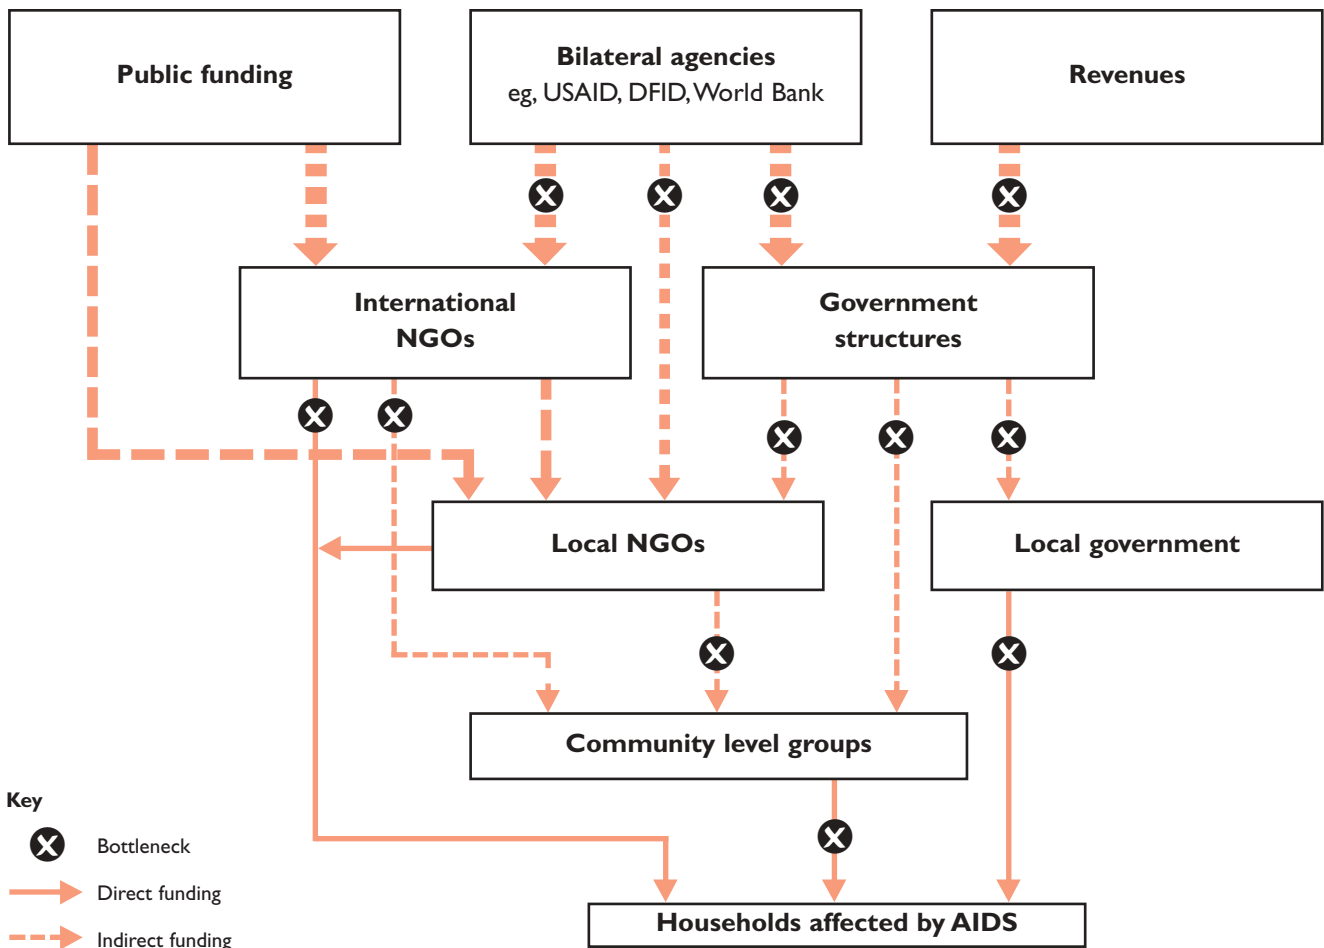 Public funding
Bilateral agencies
eg, USAID, DFID, World Bank
Revenues
International
NGOs
Government
structures
Local NGOs
Local government
Community level groups
Key
Bottleneck
Direct funding
Indirect funding
Households affected by AIDS